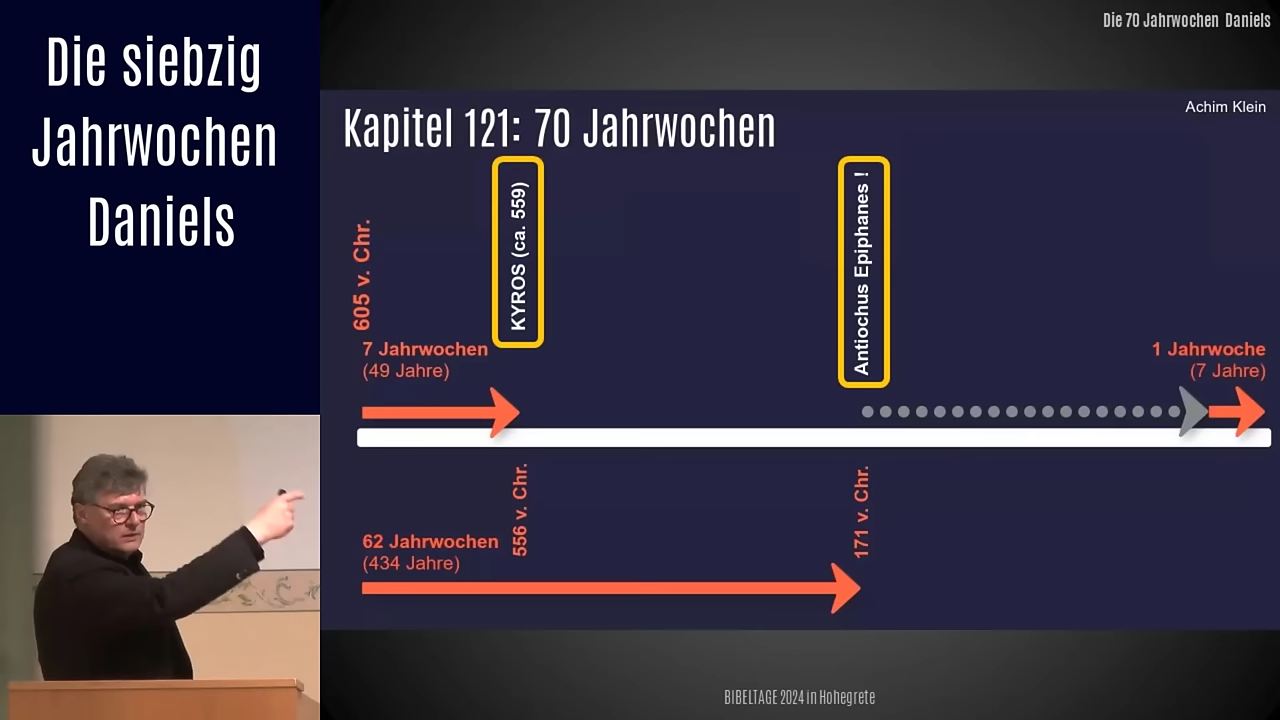 Die siebzig
Jahrwochen
Daniels
Die 70 Jahrwochen Daniels
Achim Klein
Kapitel 121: 70 Jahrwochen
605 v. Chr.
KYROS (ca. 559)
Antiochus Epiphanes !
7 Jahrwochen
(49 Jahre)
1 Jahrwoche
(7 Jahre)
556 v. Chr.
171 v. Chr.
62 Jahrwochen
(434 Jahre)
BIBELTAGE 2024 in Hohegrete